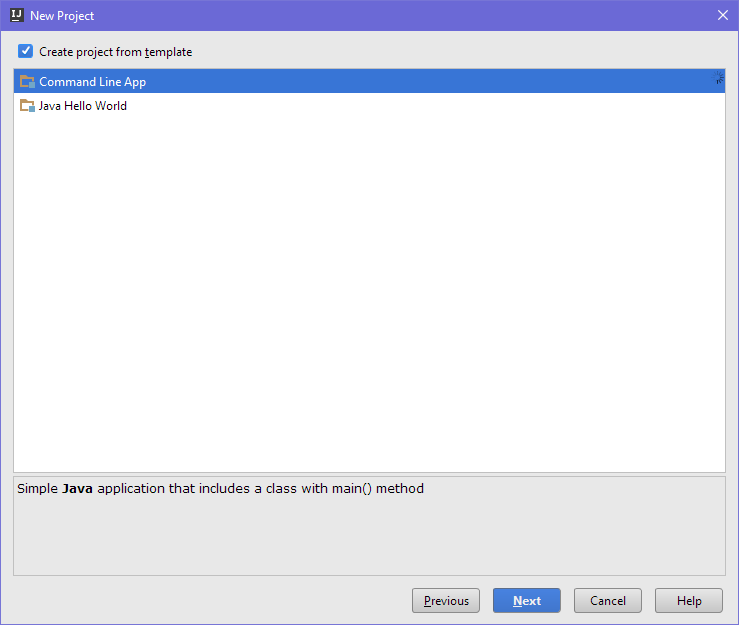 New Project
Create project from template
Command Line App
Java Hello World
Simple Java application that includes a class with main() method
Previous Next Cancel Help